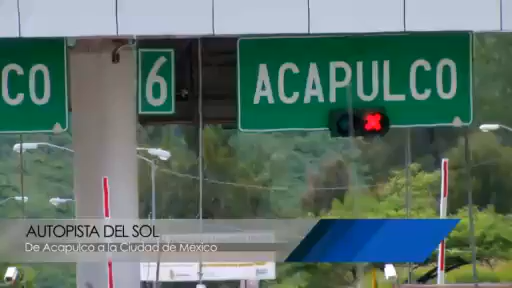 CO
6
ACAPULCO
AUTOPISTA DEL SOL
De Acapulco a la Ciudad de México